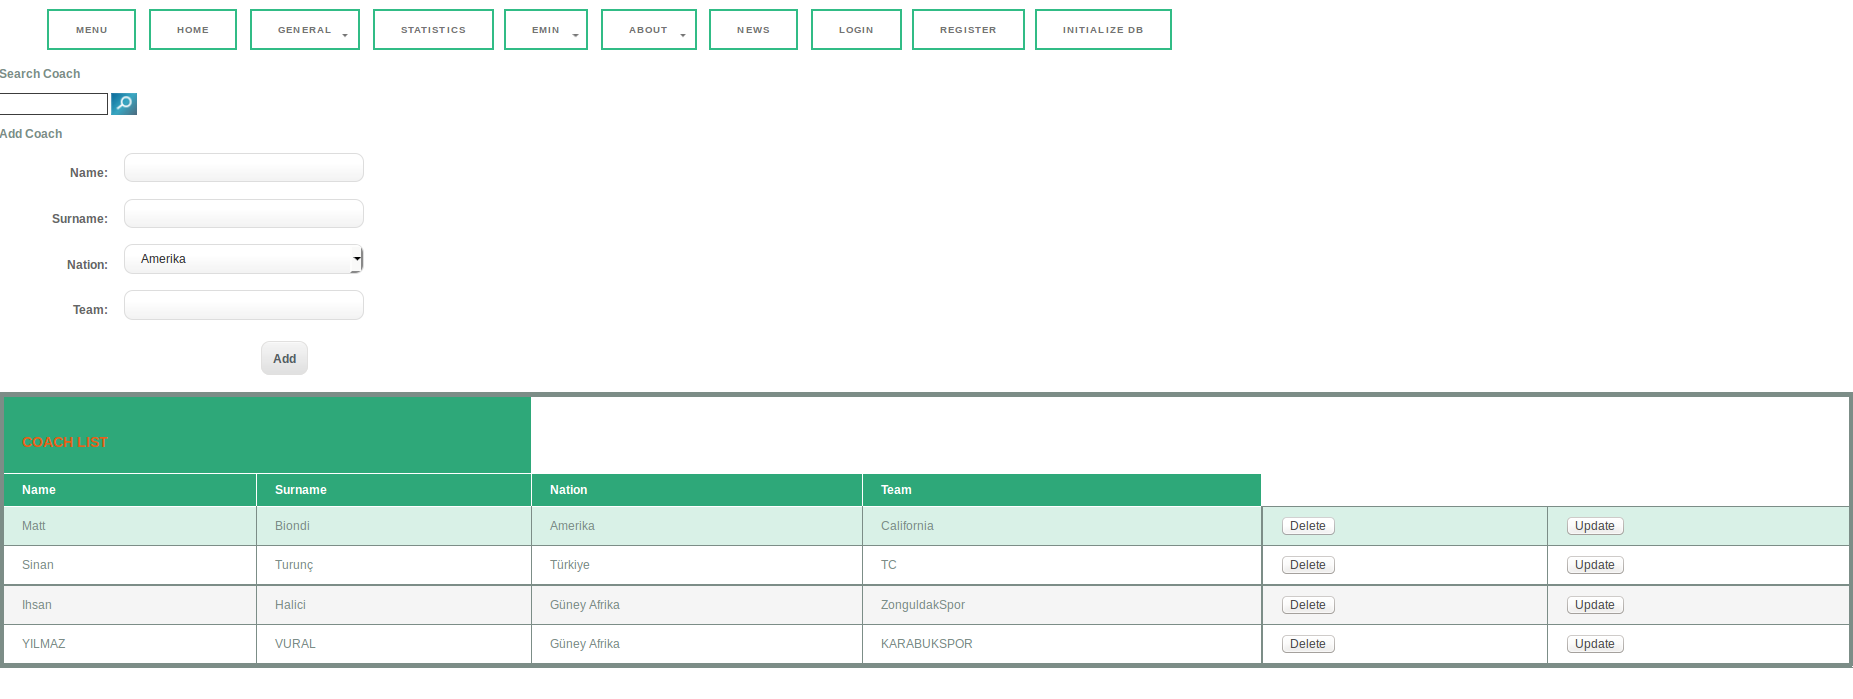 MENU HOME GENERAL STATISTICS EMIN ABOUT NEWS LOGIN REGISTER INITIALIZE DB
Search Coach
Add Coach
Name:
Surname:
Nation: Amerika
Team:
Add
COACH LIST
Name Surname Nation Team
Matt Biondi Amerika California Delete Update
Sinan Turunç Türkiye TC Delete Update
Ihsan Halici Güney Afrika ZonguldakSpor Delete Update
YILMAZ VURAL Güney Afrika KARABUKSPOR Delete Update